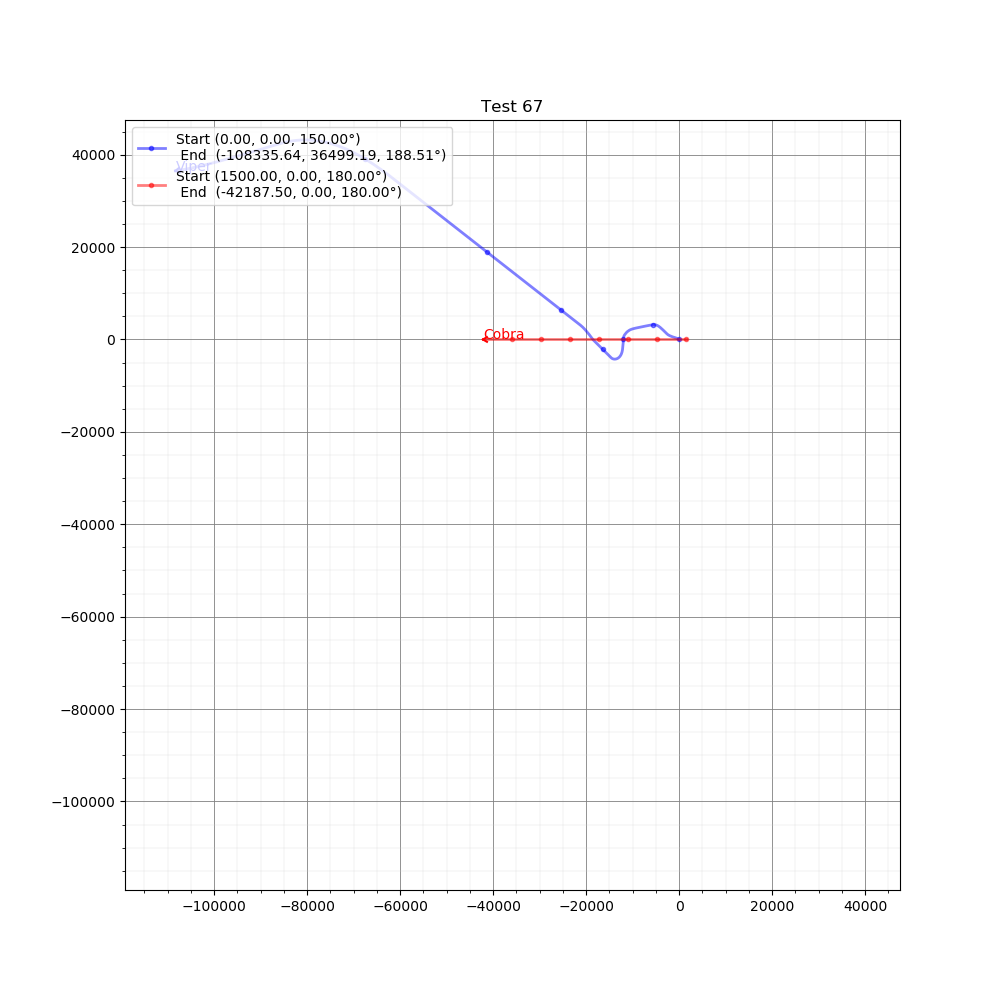 Test 67
Start (0.00, 0.00, 150.00°)
End (-108335.64, 36499.19, 188.51°)
Start (1500.00, 0.00, 180.00°)
End (-42187.50, 0.00, 180.00°)
Viper
Cobra
40000
20000
0
−20000
−40000
−60000
−80000
−100000
−100000 −80000 −60000 −40000 −20000 0 20000 40000